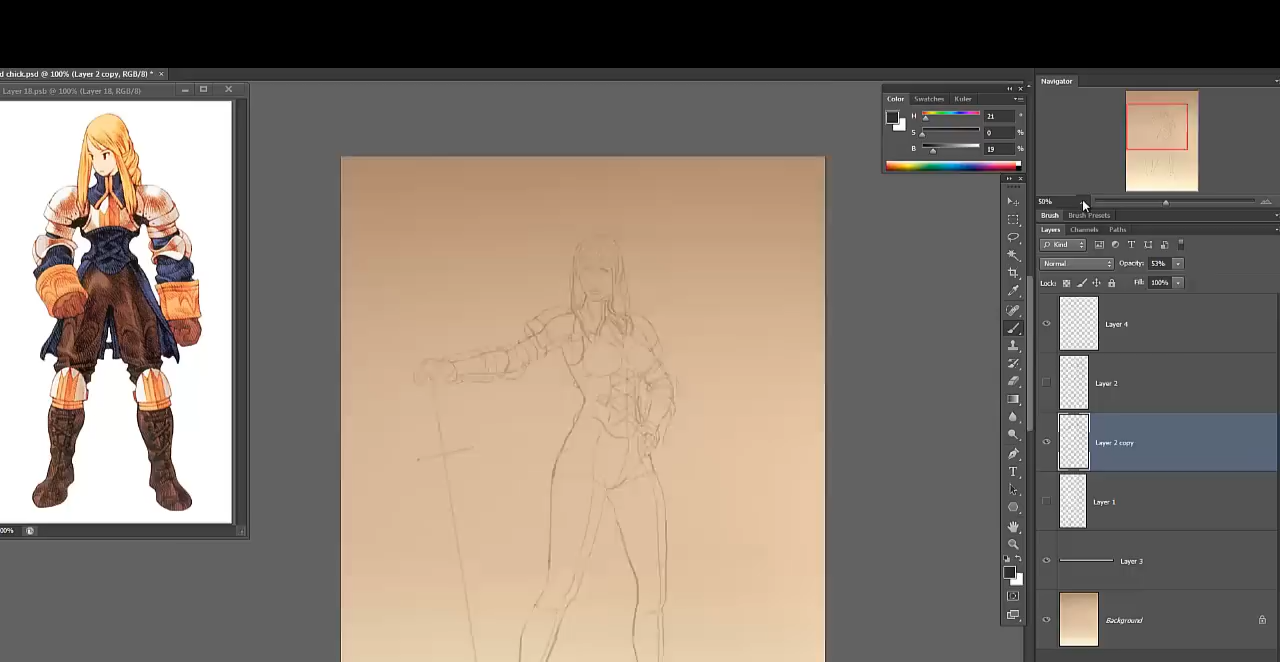 d chick.psd @ 100% (Layer 2 copy, RGB/8) * ×
Layer 18.psb @ 100% (Layer 18, RGB/8)
00%
Color Swatches Kuler
H 21 °
S 0 %
B 19 %
Navigator
50%
Brush Brush Presets
Layers Channels Paths
Kind
Normal Opacity: 53%
Lock: Fill: 100%
Layer 4
Layer 2
Layer 2 copy
Layer 1
Layer 3
Background